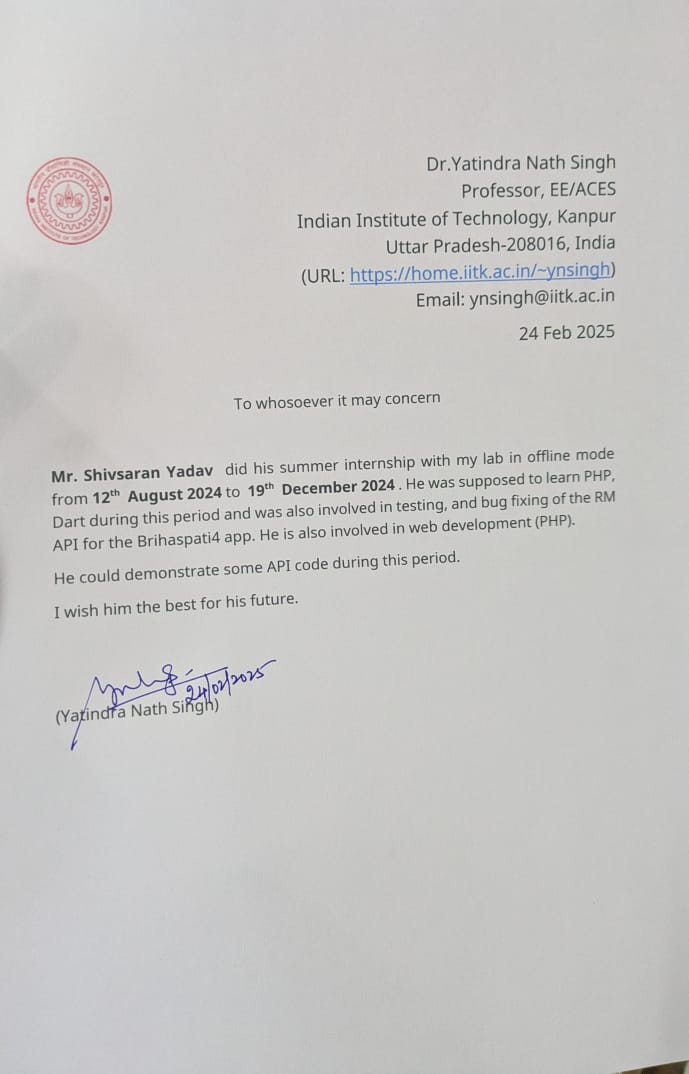 Dr.Yatindra Nath Singh
Professor, EE/ACES
Indian Institute of Technology, Kanpur
Uttar Pradesh-208016, India
(URL: https://home.iitk.ac.in/~ynsingh)
Email: ynsingh@iitk.ac.in
24 Feb 2025
To whosoever it may concern
Mr. Shivsaran Yadav did his summer internship with my lab in offline mode
from 12th August 2024 to 19th December 2024 . He was supposed to learn PHP,
Dart during this period and was also involved in testing, and bug fixing of the RM
API for the Brihaspati4 app. He is also involved in web development (PHP).
He could demonstrate some API code during this period.
I wish him the best for his future.
24/02/2025
(Yatindra Nath Singh)